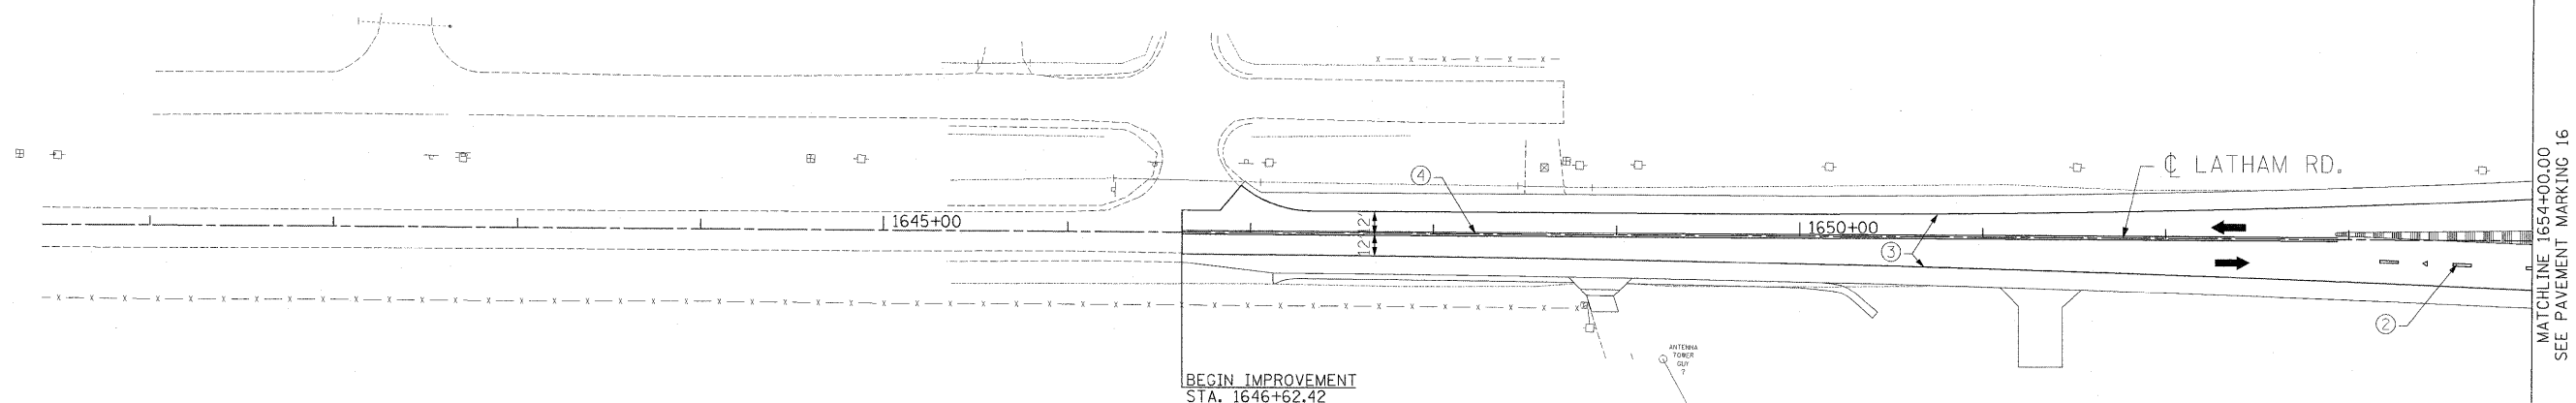 ④
℄ LATHAM RD.
1645+00
12'
12'
1650+00
③
②
ANTENNA
TOWER
GUY
?
BEGIN IMPROVEMENT
STA. 1646+62.42
MATCHLINE 1654+00.00
SEE PAVEMENT MARKING 16